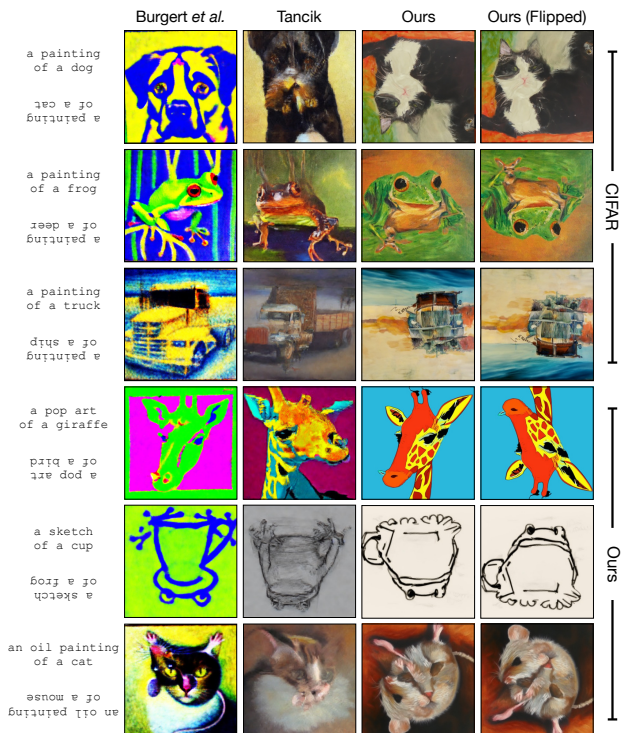 Burgert et al. Tancik Ours Ours (Flipped)
a painting
of a dog
a painting
of a cat
a painting
of a frog
a painting
of a deer
a painting
of a truck
a painting
of a ship
CIFAR
a pop art
of a giraffe
a pop art
of a bird
a sketch
of a cup
a sketch
of a frog
an oil painting
of a cat
an oil painting
of a mouse
Ours